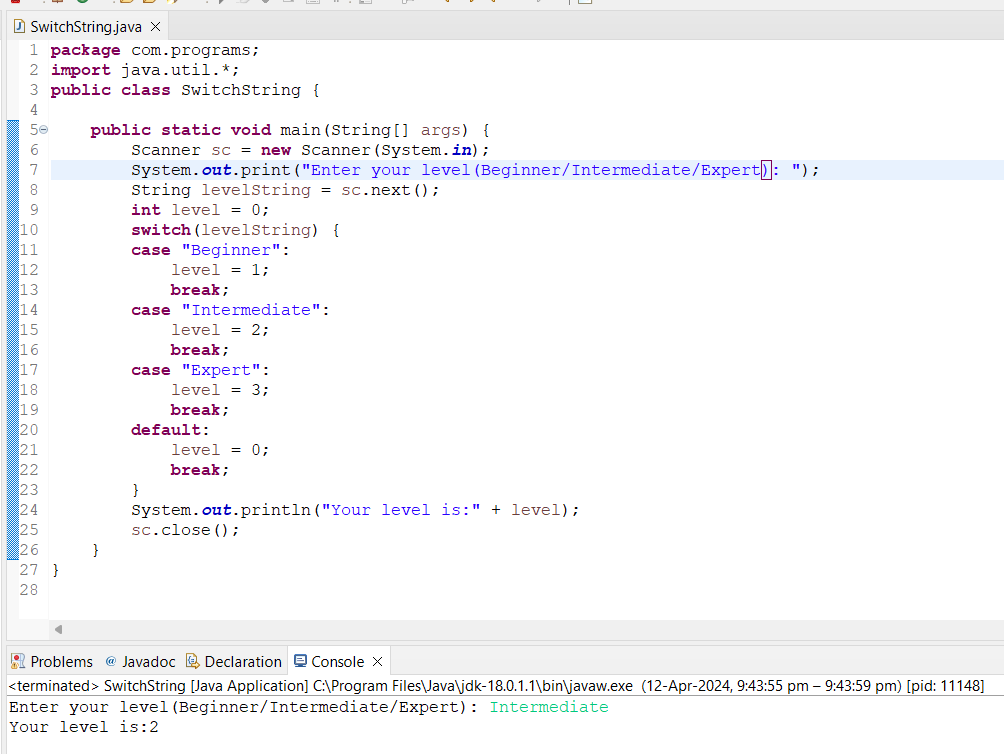 SwitchString.java
1 package com.programs;
2 import java.util.*;
3 public class SwitchString {
4
5 public static void main(String[] args) {
6 Scanner sc = new Scanner(System.in);
7 System.out.print("Enter your level(Beginner/Intermediate/Expert): ");
8 String levelString = sc.next();
9 int level = 0;
10 switch(levelString) {
11 case "Beginner":
12 level = 1;
13 break;
14 case "Intermediate":
15 level = 2;
16 break;
17 case "Expert":
18 level = 3;
19 break;
20 default:
21 level = 0;
22 break;
23 }
24 System.out.println("Your level is:" + level);
25 sc.close();
26 }
27 }
28
Problems @ Javadoc Declaration Console
<terminated> SwitchString [Java Application] C:\Program Files\Java\jdk-18.0.1.1\bin\javaw.exe (12-Apr-2024, 9:43:55 pm – 9:43:59 pm) [pid: 11148]
Enter your level(Beginner/Intermediate/Expert): Intermediate
Your level is:2